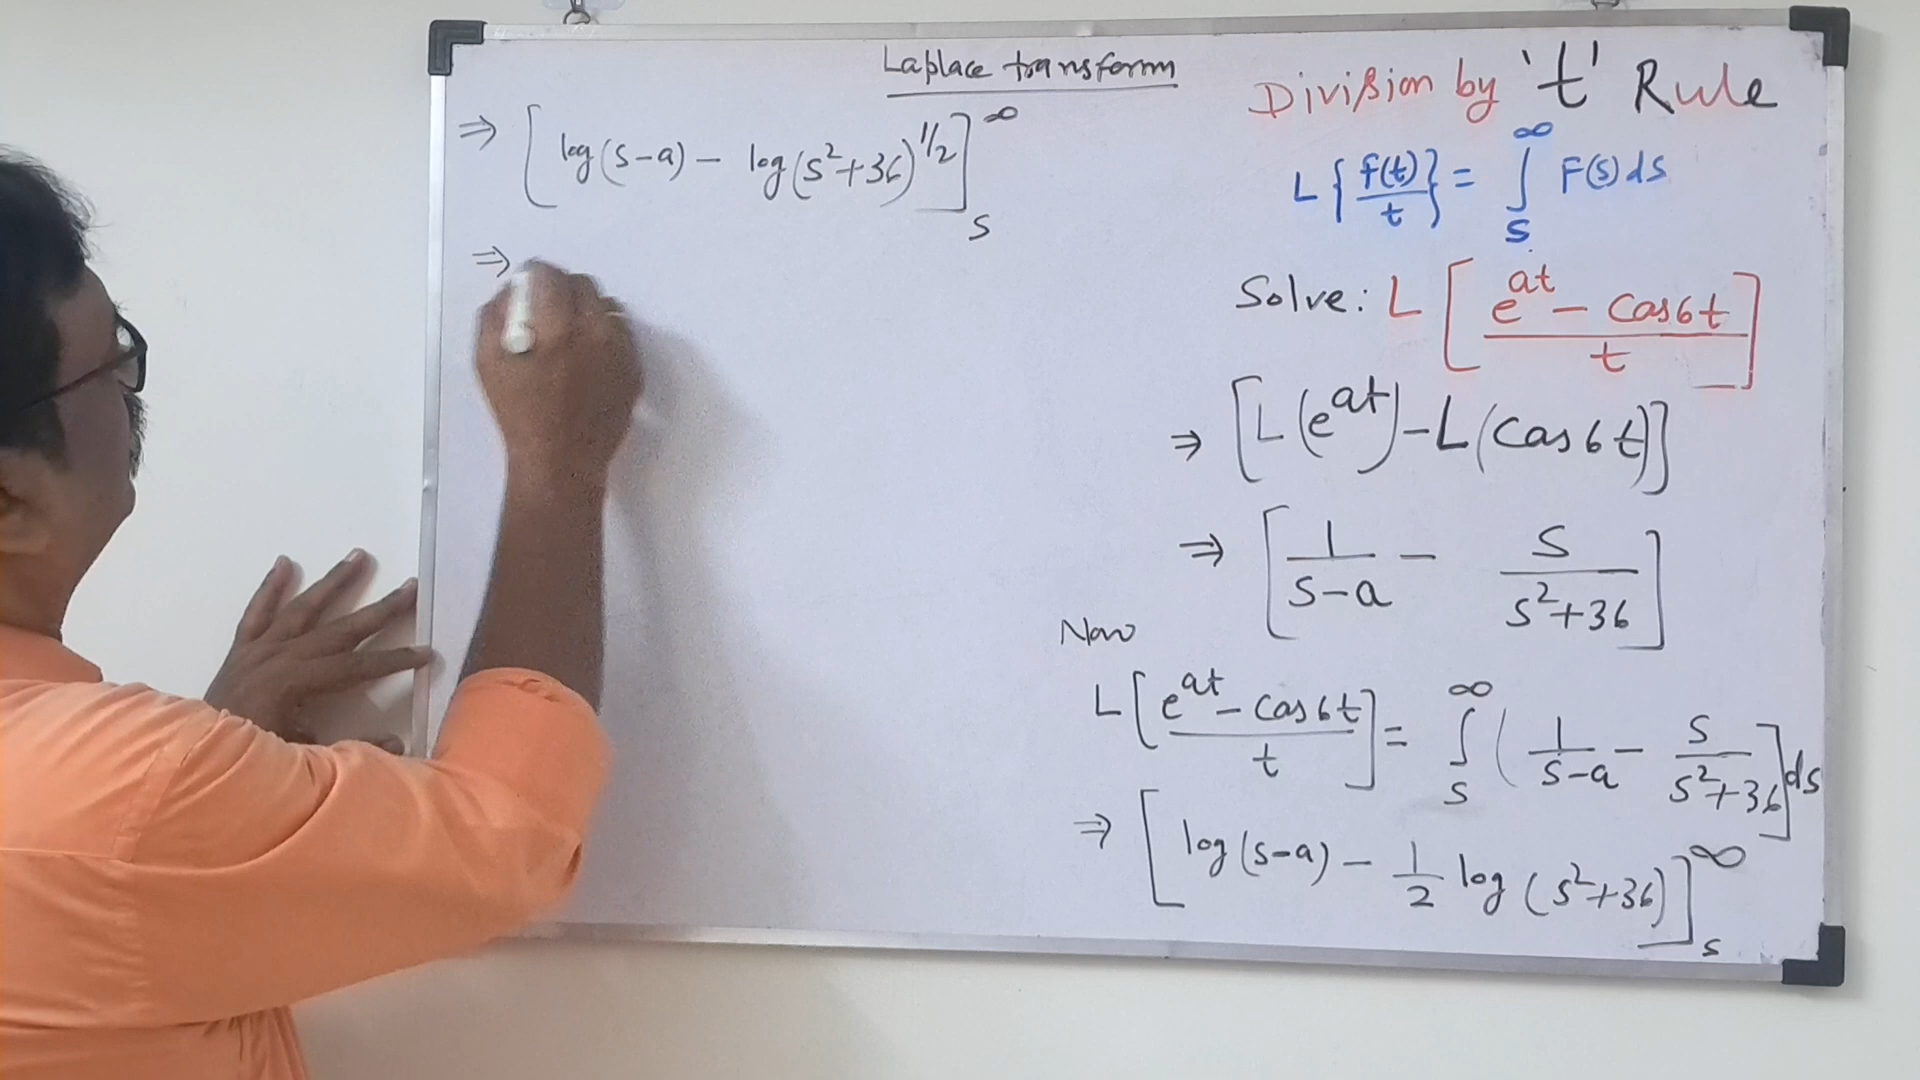 Laplace transform
Division by 't' Rule
L{f(t)/t} = ∫_s^∞ F(s) ds
Solve: L[(e^at - cos6t)/t]
⇒ [L(e^at) - L(cos6t)]
⇒ [1/(s-a) - s/(s²+36)]
Now
L[(e^at - cos6t)/t] = ∫_s^∞ (1/(s-a) - s/(s²+36)] ds
⇒ [log(s-a) - 1/2 log(s²+36)]_s^∞
⇒ [log(s-a) - log(s²+36)^1/2]_s^∞
⇒